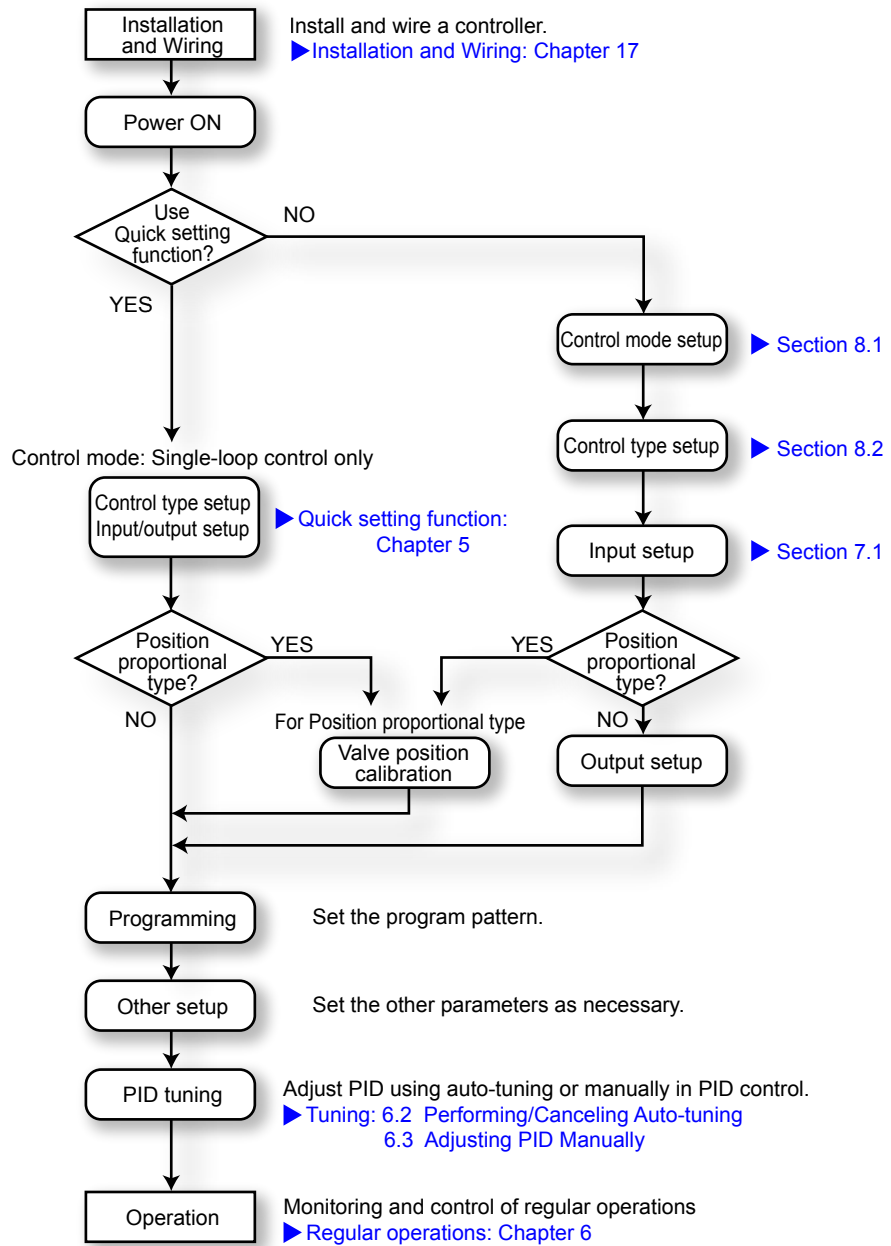 Installation
and Wiring
Install and wire a controller.
Installation and Wiring: Chapter 17
Power ON
Use
Quick setting
function?
NO
YES
Control mode setup
Section 8.1
Control type setup
Section 8.2
Input setup
Section 7.1
Control mode: Single-loop control only
Control type setup
Input/output setup
Quick setting function:
Chapter 5
Position
proportional
type?
YES
NO
YES
Position
proportional
type?
NO
For Position proportional type
Valve position
calibration
Output setup
Programming
Set the program pattern.
Other setup
Set the other parameters as necessary.
PID tuning
Adjust PID using auto-tuning or manually in PID control.
Tuning: 6.2 Performing/Canceling Auto-tuning
6.3 Adjusting PID Manually
Operation
Monitoring and control of regular operations
Regular operations: Chapter 6